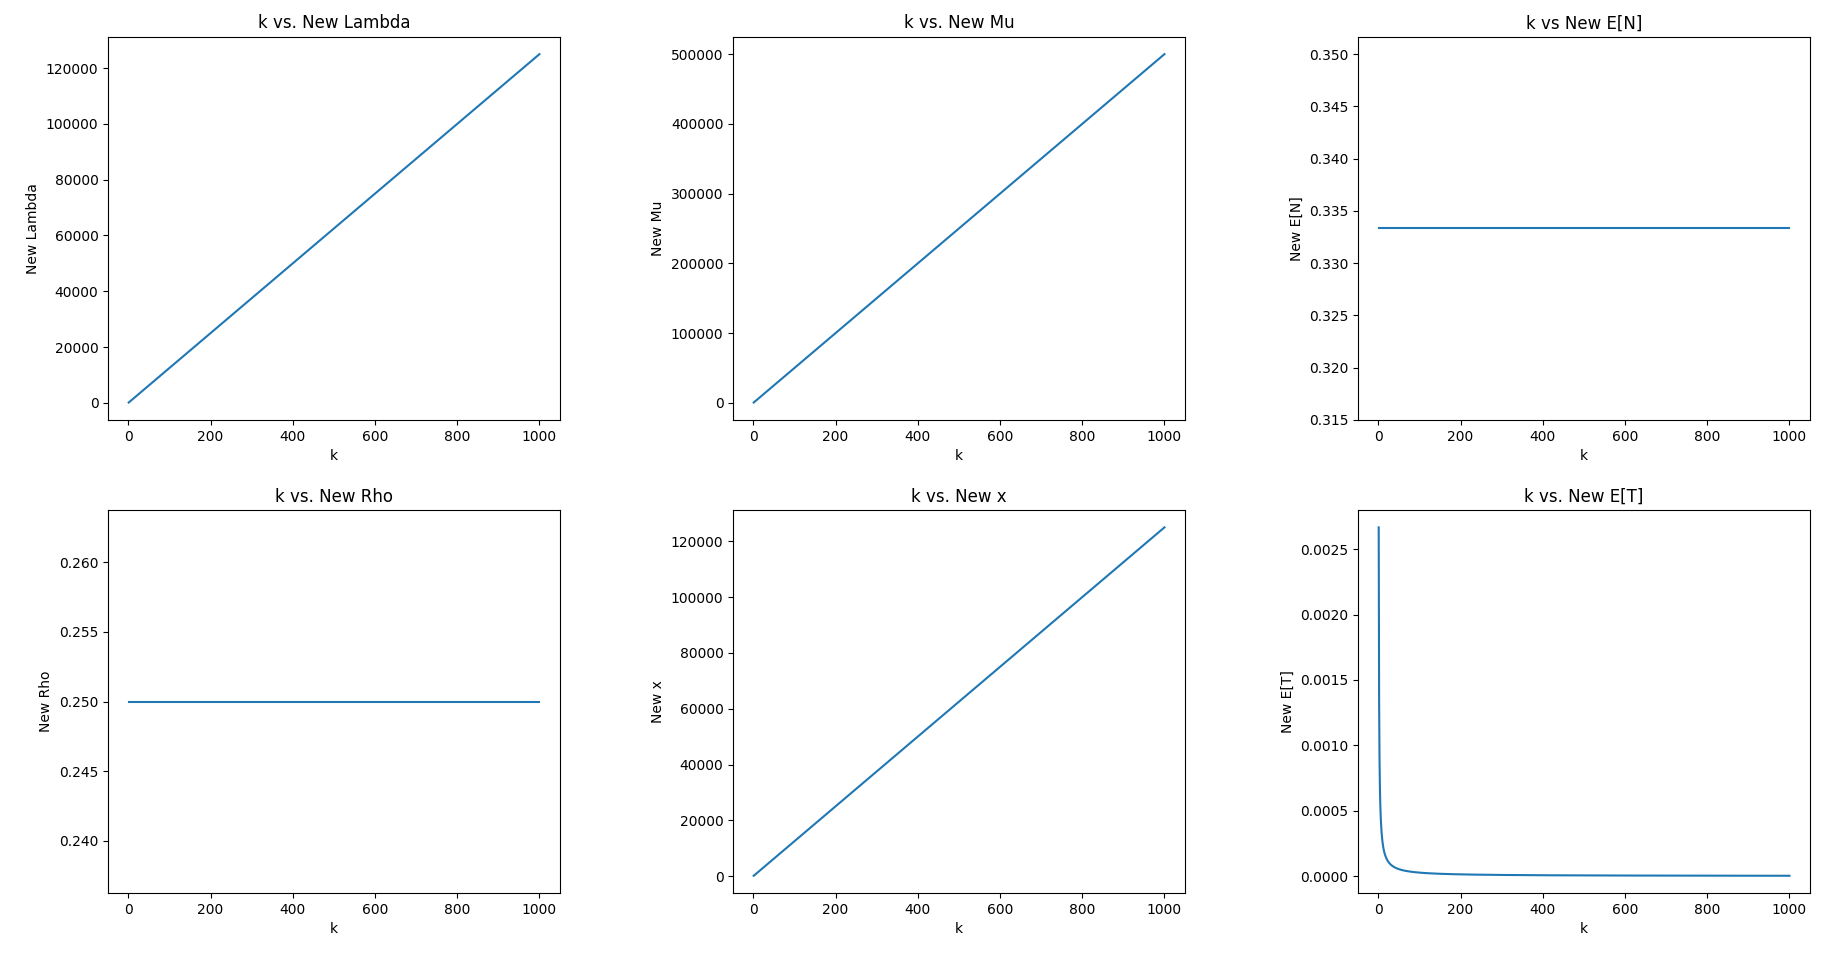 k vs. New Lambda
New Lambda
120000
100000
80000
60000
40000
20000
0
0 200 400 600 800 1000
k
k vs. New Mu
New Mu
500000
400000
300000
200000
100000
0
0 200 400 600 800 1000
k
k vs New E[N]
New E[N]
0.350
0.345
0.340
0.335
0.330
0.325
0.320
0.315
0 200 400 600 800 1000
k
k vs. New Rho
New Rho
0.260
0.255
0.250
0.245
0.240
0 200 400 600 800 1000
k
k vs. New x
New x
120000
100000
80000
60000
40000
20000
0
0 200 400 600 800 1000
k
k vs. New E[T]
New E[T]
0.0025
0.0020
0.0015
0.0010
0.0005
0.0000
0 200 400 600 800 1000
k